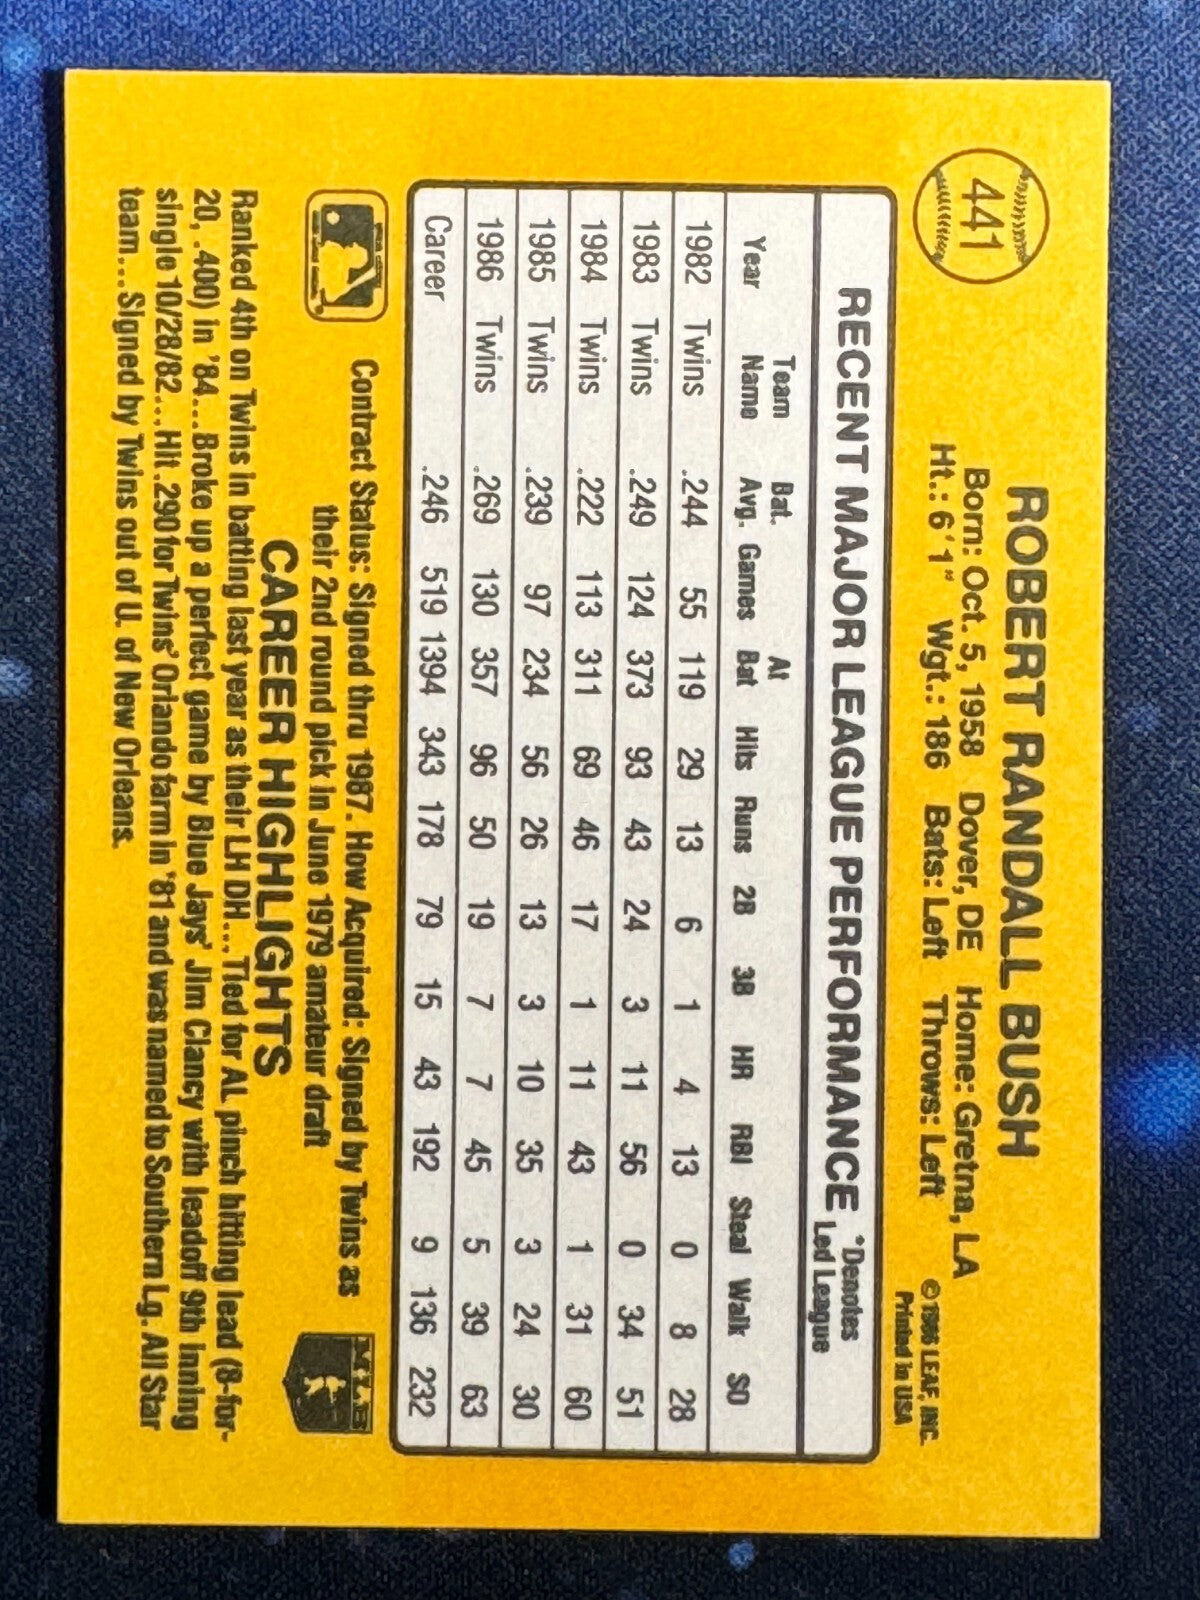 441
ROBERT RANDALL BUSH
Born: Oct. 5, 1958 Dover, DE Home: Gretna, LA
Ht.: 6'1" Wgt.: 186 Bats: Left Throws: Left
© 1986 LEAF, INC.
Printed in USA
RECENT MAJOR LEAGUE PERFORMANCE *Denotes Led League
Year Team Name Bat. Avg. Games At Bat Hits Runs 2B 3B HR RBI Steal Walk SO
1982 Twins .244 55 119 29 13 6 1 4 13 0 8 28
1983 Twins .249 124 373 93 43 24 3 11 56 0 34 51
1984 Twins .222 113 311 69 46 17 1 11 43 1 31 60
1985 Twins .239 97 234 56 26 13 3 10 35 3 24 30
1986 Twins .269 130 357 96 50 19 7 7 45 5 39 63
Career .246 519 1394 343 178 79 15 43 192 9 136 232
Contract Status: Signed thru 1987. How Acquired: Signed by Twins as
their 2nd round pick in June 1979 amateur draft
CAREER HIGHLIGHTS
Ranked 4th on Twins in batting last year as their LH DH... Tied for AL pinch hitting lead (8-for-
20, .400) in '84...Broke up a perfect game by Blue Jays' Jim Clancy with leadoff 9th inning
single 10/28/82...Hit .290 for Twins' Orlando farm in '81 and was named to Southern Lg. All Star
team...Signed by Twins out of U. of New Orleans.